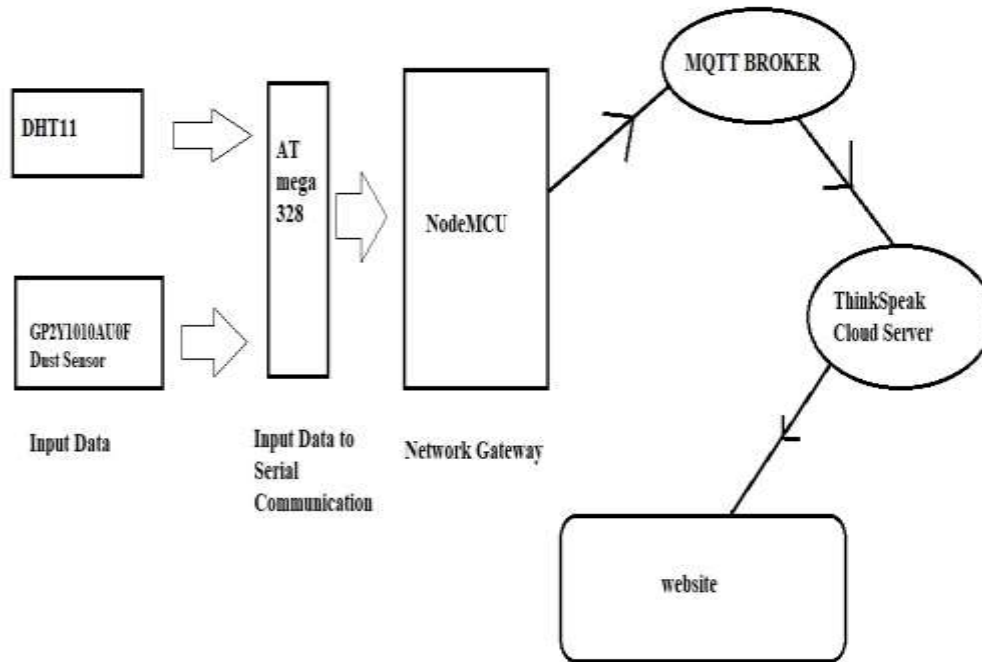 MQTT BROKER
DHT11
AT
mega
328
NodeMCU
ThinkSpeak
Cloud Server
GP2Y1010AU0F
Dust Sensor
Input Data
Input Data to
Serial
Communication
Network Gateway
website